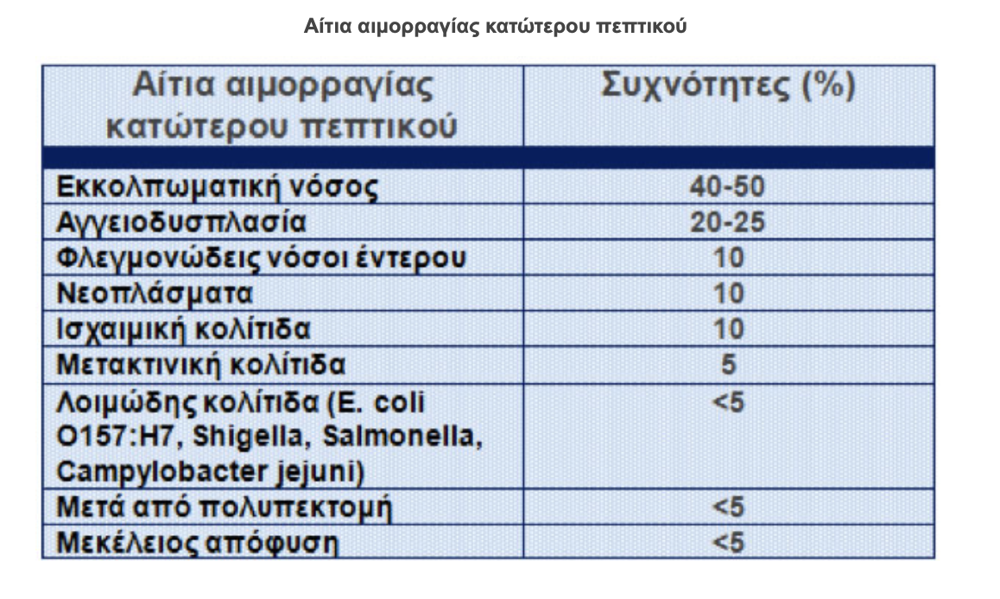 Αίτια αιμορραγίας κατώτερου πεπτικού
Αίτια αιμορραγίας κατώτερου πεπτικού Συχνότητες (%)
Εκκολπωματική νόσος 40-50
Αγγειοδυσπλασία 20-25
Φλεγμονώδεις νόσοι έντερου 10
Νεοπλάσματα 10
Ισχαιμική κολίτιδα 10
Μετακτινική κολίτιδα 5
Λοιμώδης κολίτιδα (E. coli <5
O157:H7, Shigella, Salmonella,
Campylobacter jejuni)
Μετά από πολυπεκτομή <5
Μεκέλειος απόφυση <5